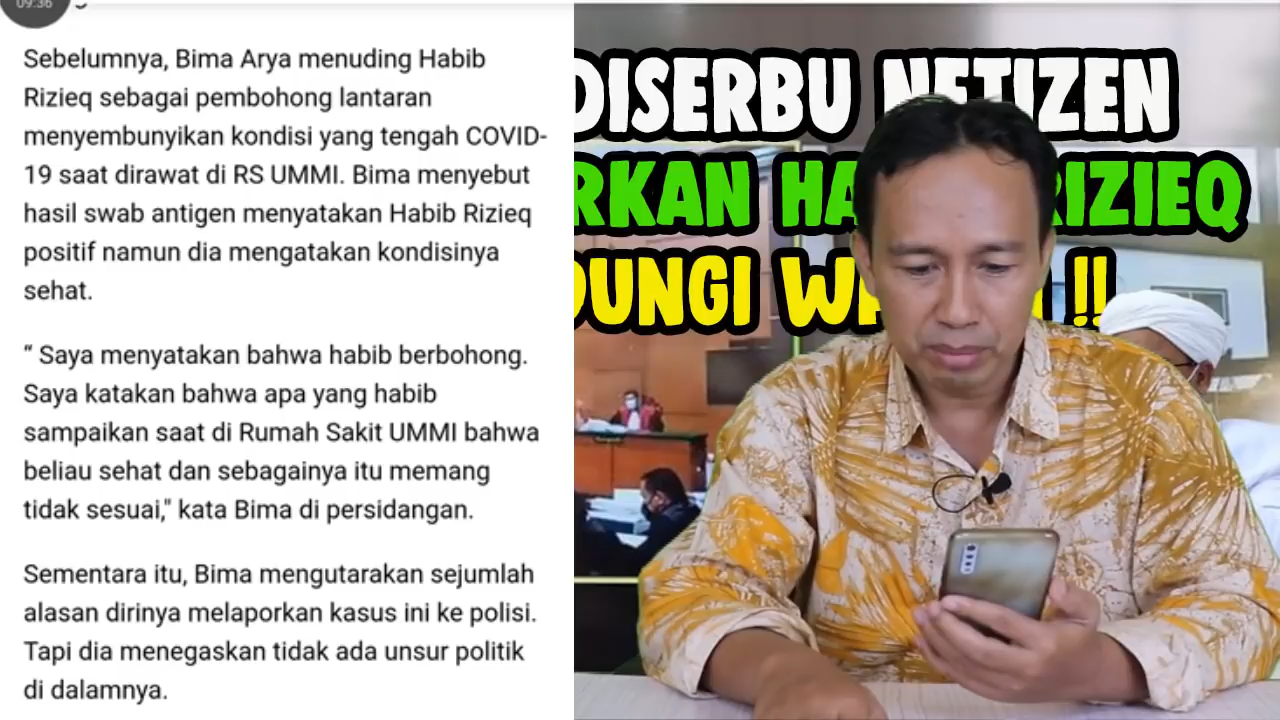 09:36
Sebelumnya, Bima Arya menuding Habib
Rizieq sebagai pembohong lantaran
menyembunyikan kondisi yang tengah COVID-
19 saat dirawat di RS UMMI. Bima menyebut
hasil swab antigen menyatakan Habib Rizieq
positif namun dia mengatakan kondisinya
sehat.
“ Saya menyatakan bahwa habib berbohong.
Saya katakan bahwa apa yang habib
sampaikan saat di Rumah Sakit UMMI bahwa
beliau sehat dan sebagainya itu memang
tidak sesuai," kata Bima di persidangan.
Sementara itu, Bima mengutarakan sejumlah
alasan dirinya melaporkan kasus ini ke polisi.
Tapi dia menegaskan tidak ada unsur politik
di dalamnya.
DISERBU NETIZEN
RKAN HA RIZIEQ
DUNGI WA !!